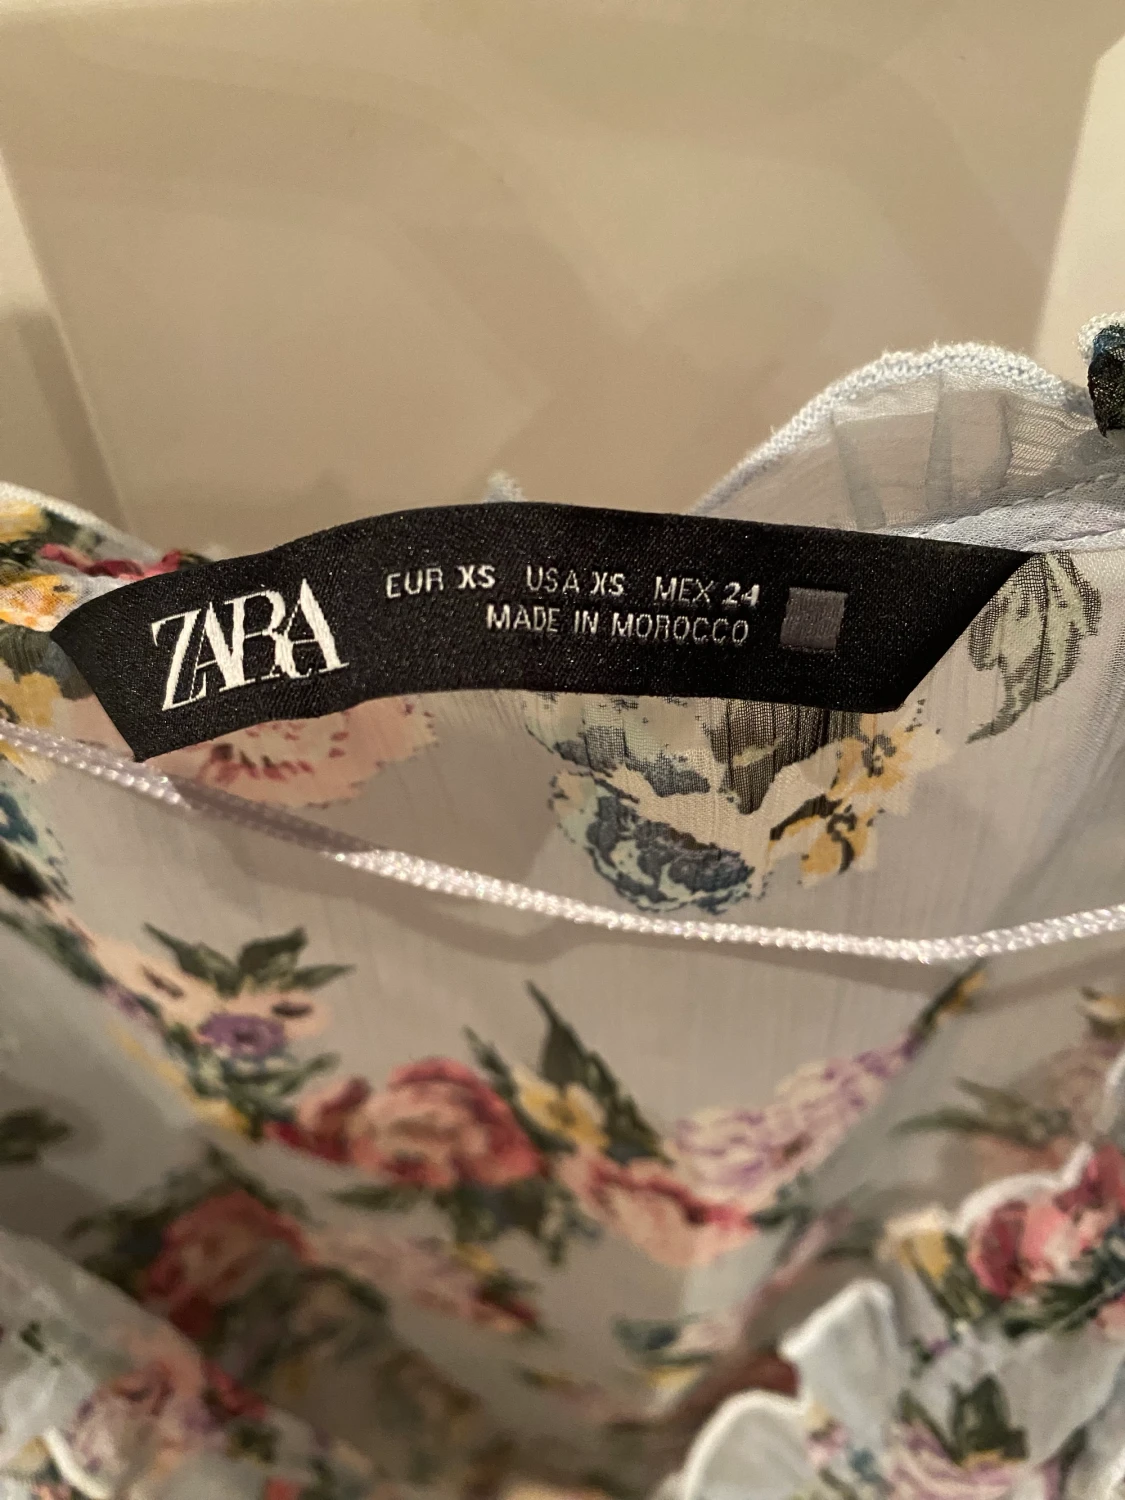 ZARA
EUR XS USA XS MEX 24
MADE IN MOROCCO